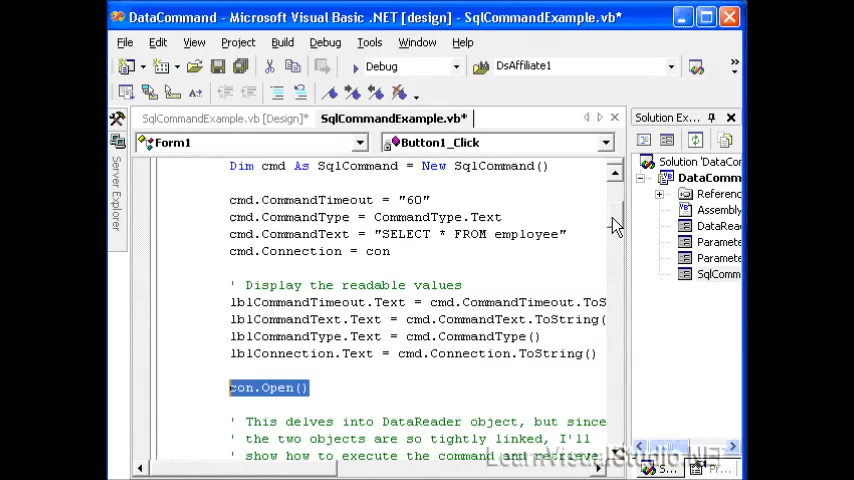 DataCommand - Microsoft Visual Basic .NET [design] - SqlCommandExample.vb*
File Edit View Project Build Debug Tools Window Help
Debug DsAffiliate1
SqlCommandExample.vb [Design]* SqlCommandExample.vb* Solution Ex...
Form1 Button1_Click
Dim cmd As SqlCommand = New SqlCommand()
cmd.CommandTimeout = "60"
cmd.CommandType = CommandType.Text
cmd.CommandText = "SELECT * FROM employee"
cmd.Connection = con
' Display the readable values
lblCommandTimeout.Text = cmd.CommandTimeout.ToS
lblCommandText.Text = cmd.CommandText.ToString(
lblCommandType.Text = cmd.CommandType()
lblConnection.Text = cmd.Connection.ToString()
con.Open()
' This delves into DataReader object, but since
' the two objects are so tightly linked, I'll
' show how to execute the command and retrieve
Server Explorer
Solution 'DataCom
DataComm
Referenc
Assembly
DataRea
Paramete
Paramete
SqlComm
LearnVisualStudio.NET
S... Pr...